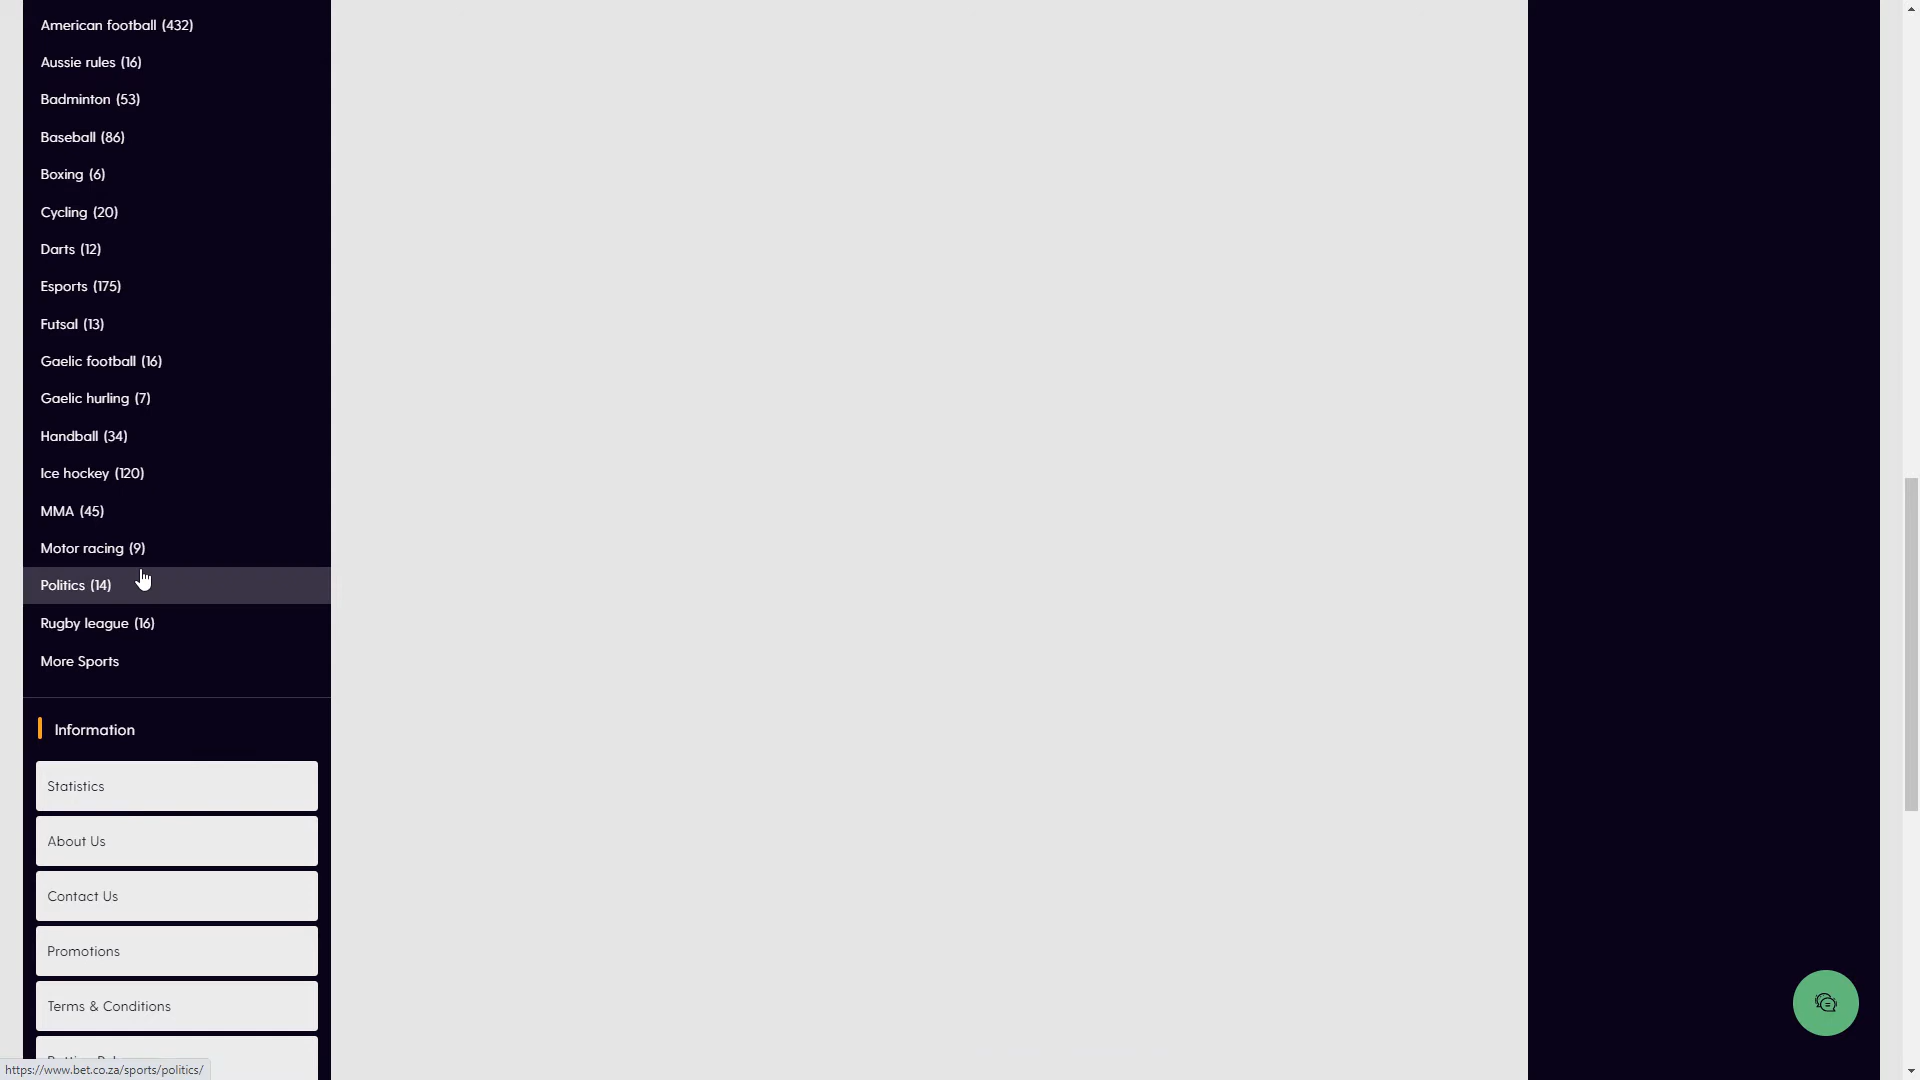 American football (432)
Aussie rules (16)
Badminton (53)
Baseball (86)
Boxing (6)
Cycling (20)
Darts (12)
Esports (175)
Futsal (13)
Gaelic football (16)
Gaelic hurling (7)
Handball (34)
Ice hockey (120)
MMA (45)
Motor racing (9)
Politics (14)
Rugby league (16)
More Sports
Information
Statistics
About Us
Contact Us
Promotions
Terms & Conditions
https://www.bet.co.za/sports/politics/